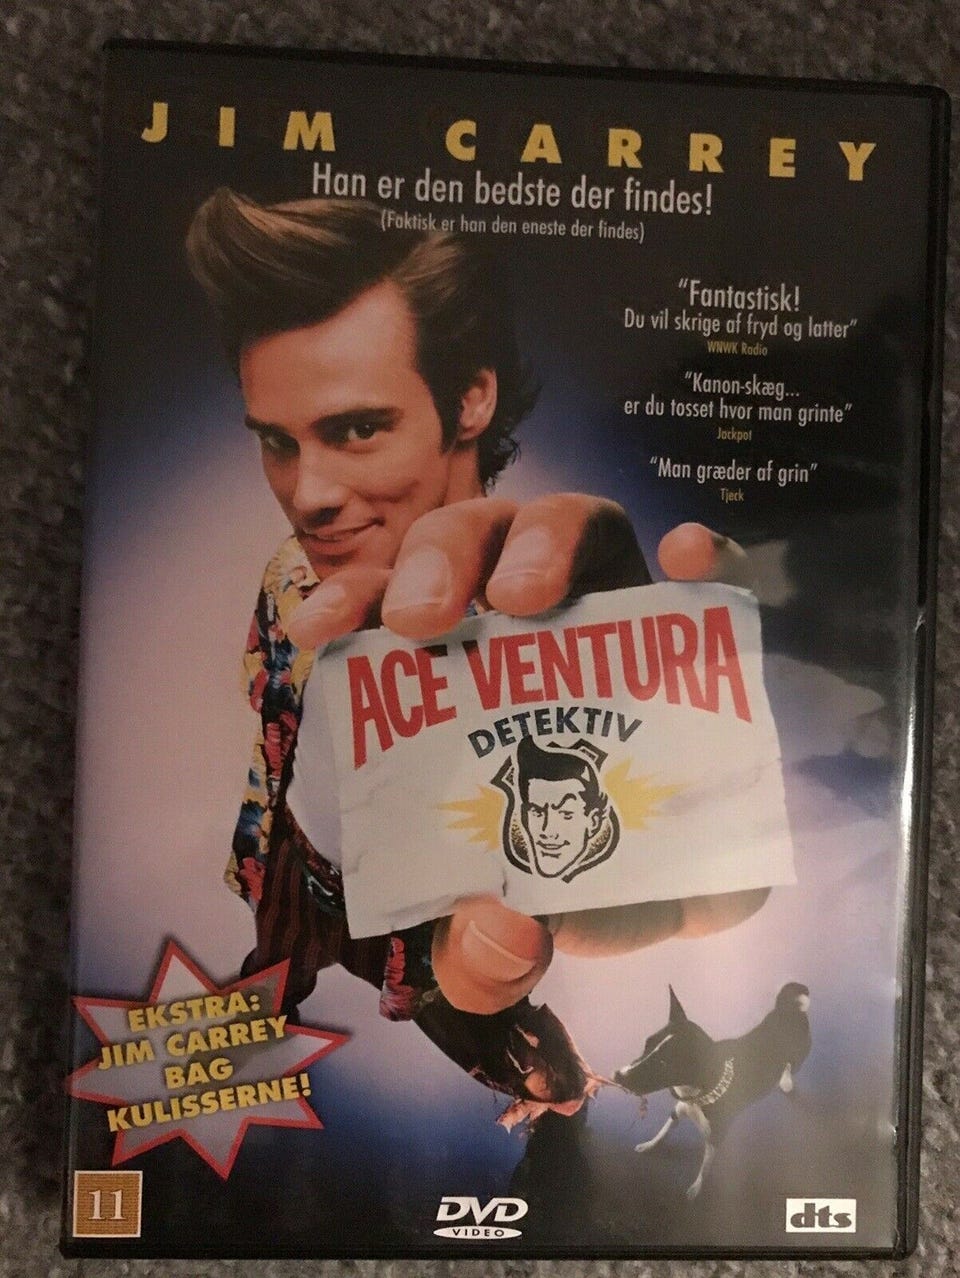 JIM CARREY
Han er den bedste der findes!
(Faktisk er han den eneste der findes)
"Fantastisk!
Du vil skrige af fryd og latter"
WNWK Radio
"Kanon-skæg...
er du tosset hvor man grinte"
Jackpot
"Man græder af grin"
Tjeck
ACE VENTURA
DETEKTIV
EKSTRA:
JIM CARREY
BAG
KULISSERNE!
11
DVD
VIDEO
dts